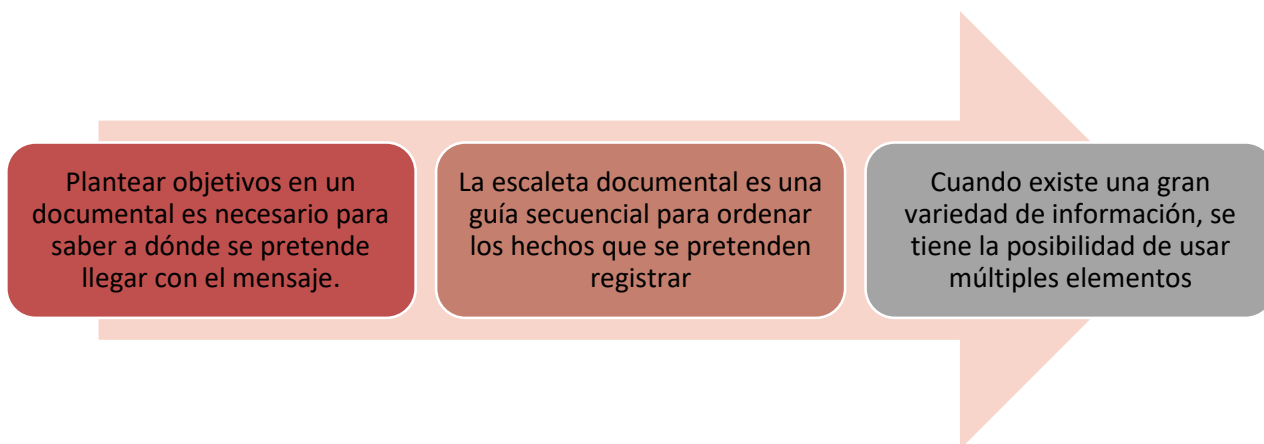 Plantear objetivos en un
documental es necesario para
saber a dónde se pretende
llegar con el mensaje.
La escaleta documental es una
guía secuencial para ordenar
los hechos que se pretenden
registrar
Cuando existe una gran
variedad de información, se
tiene la posibilidad de usar
múltiples elementos